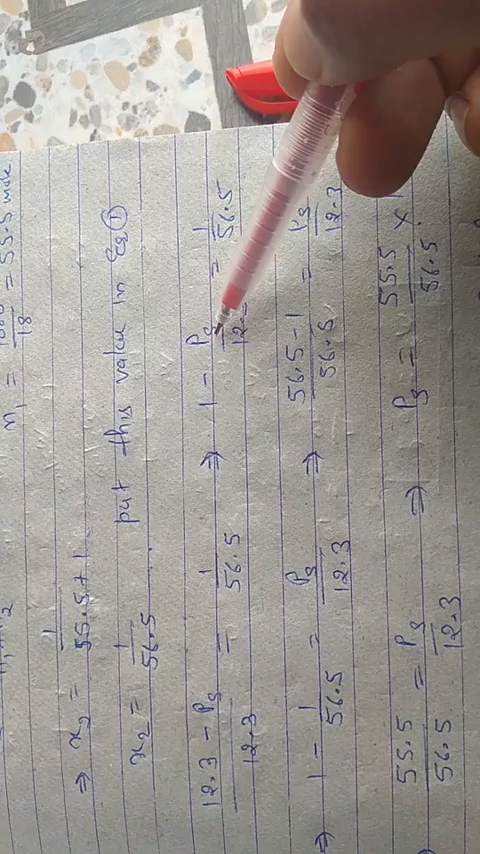 n₁ = 1000/18 = 55.5 mole
⇒ x₂ = 1/(55.5+1)
x₂ = 1/56.5 put this value in Eq ①
(12.3 - Ps)/12.3 = 1/56.5 ⇒ 1 - Ps/12.3 = 1/56.5
⇒ 1 - 1/56.5 = Ps/12.3 ⇒ (56.5 - 1)/56.5 = Ps/12.3
⇒ 55.5/56.5 = Ps/12.3 ⇒ Ps = 55.5/56.5 ×